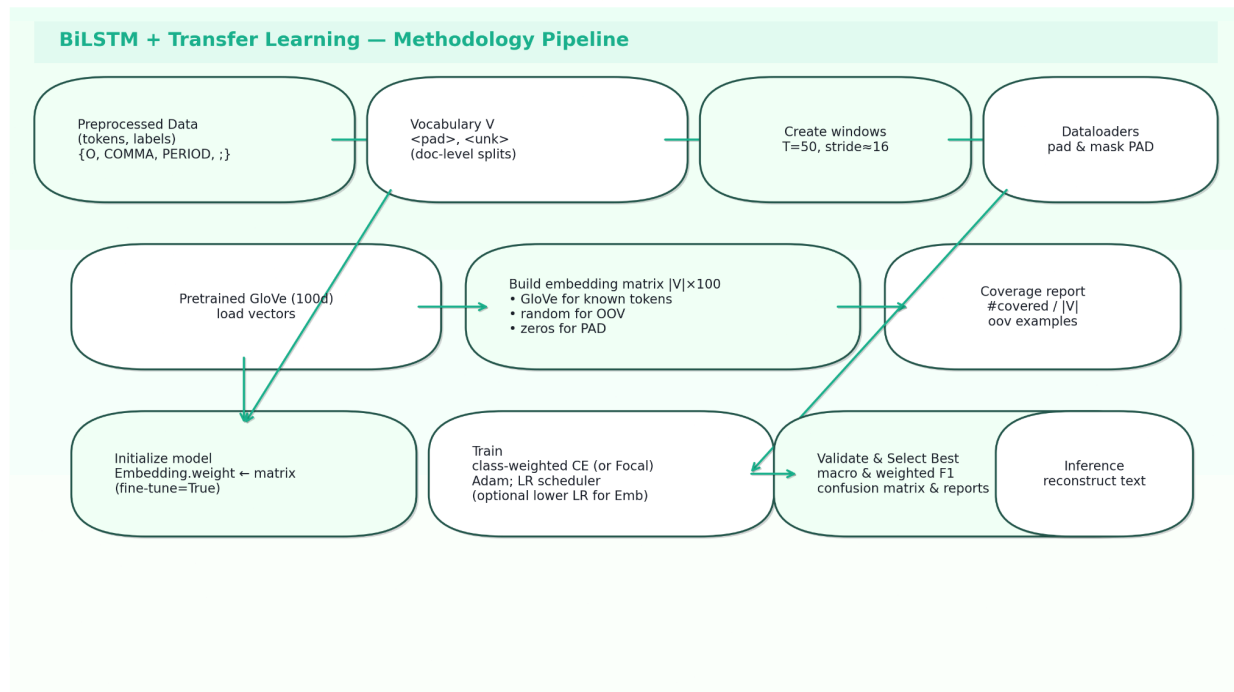 BiLSTM + Transfer Learning — Methodology Pipeline
Preprocessed Data
(tokens, labels)
{O, COMMA, PERIOD, ;}
Vocabulary V
<pad>, <unk>
(doc-level splits)
Create windows
T=50, stride≈16
Dataloaders
pad & mask PAD
Pretrained GloVe (100d)
load vectors
Build embedding matrix |V|×100
• GloVe for known tokens
• random for OOV
• zeros for PAD
Coverage report
#covered / |V|
oov examples
Initialize model
Embedding.weight ← matrix
(fine-tune=True)
Train
class-weighted CE (or Focal)
Adam; LR scheduler
(optional lower LR for Emb)
Validate & Select Best
macro & weighted F1
confusion matrix & reports
Inference
reconstruct text